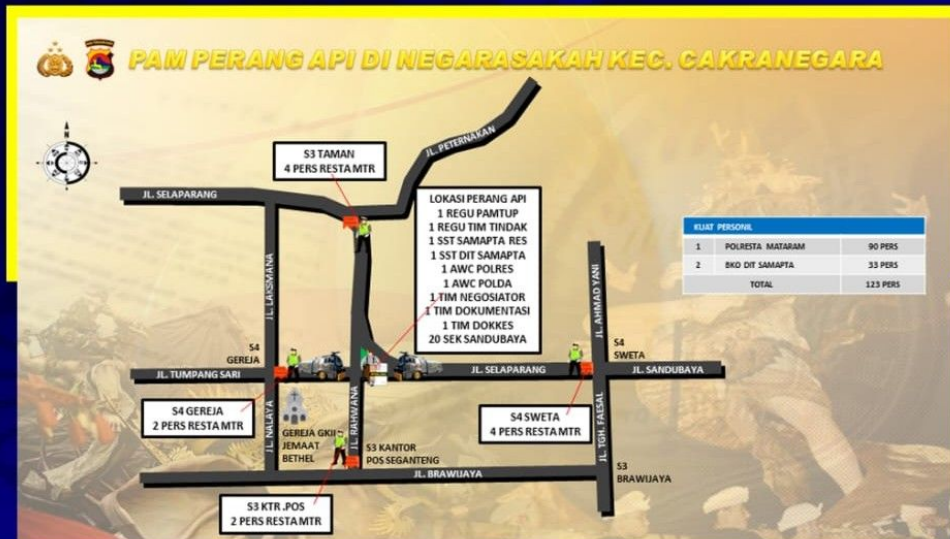 PAM PERANG API DI NEGARASAKAH KEC. CAKRANEGARA
S3 TAMAN
4 PERS RESTA MTR
JL. PETERNAKAN
JL. SELAPARANG
LOKASI PERANG API
1 REGU PAMTUP
1 REGU TIM TINDAK
1 SST SAMAPTA RES
1 SST DIT SAMAPTA
1 AWC POLRES
1 AWC POLDA
1 TIM NEGOSIATOR
1 TIM DOKUMENTASI
1 TIM DOKKES
20 SEK SANDUBAYA
KUAT PERSONIL
1 POLRESTA MATARAM 90 PERS
2 BKO DIT SAMAPTA 33 PERS
TOTAL 123 PERS
JL. LAKSMANA
JL. AHMAD YANI
S4
GEREJA
S4
SWETA
JL. TUMPANG SARI
JL. SELAPARANG
JL. SANDUBAYA
S4 GEREJA
2 PERS RESTA MTR
S4 SWETA
4 PERS RESTA MTR
JL. NALAYA
JL. RAHWANA
JL. TGH. FAESAL
GEREJA GKII
JEMAAT
BETHEL
S3 KANTOR
POS SEGANTENG
S3
BRAWIJAYA
JL. BRAWIJAYA
S3 KTR .POS
2 PERS RESTA MTR